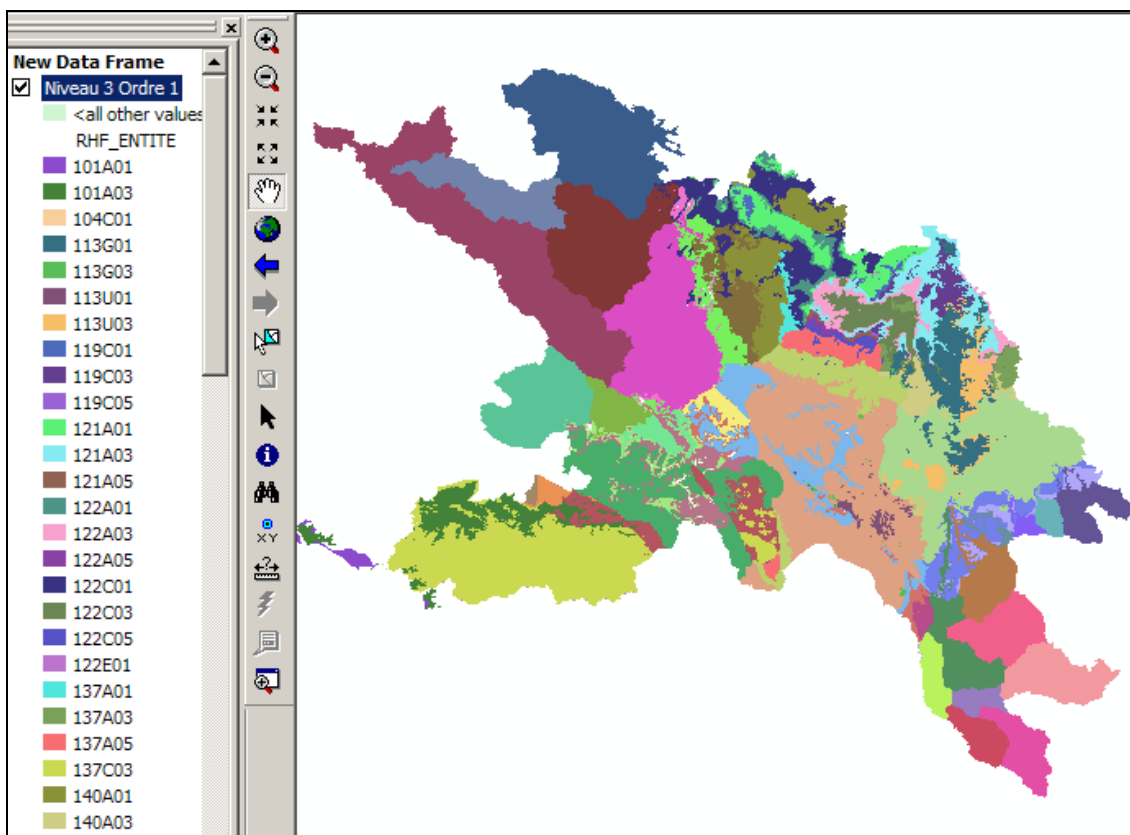 New Data Frame
Niveau 3 Ordre 1
<all other values
RHF_ENTITE
101A01
101A03
104C01
113G01
113G03
113U01
113U03
119C01
119C03
119C05
121A01
121A03
121A05
122A01
122A03
122A05
122C01
122C03
122C05
122E01
137A01
137A03
137A05
137C03
140A01
140A03
XY